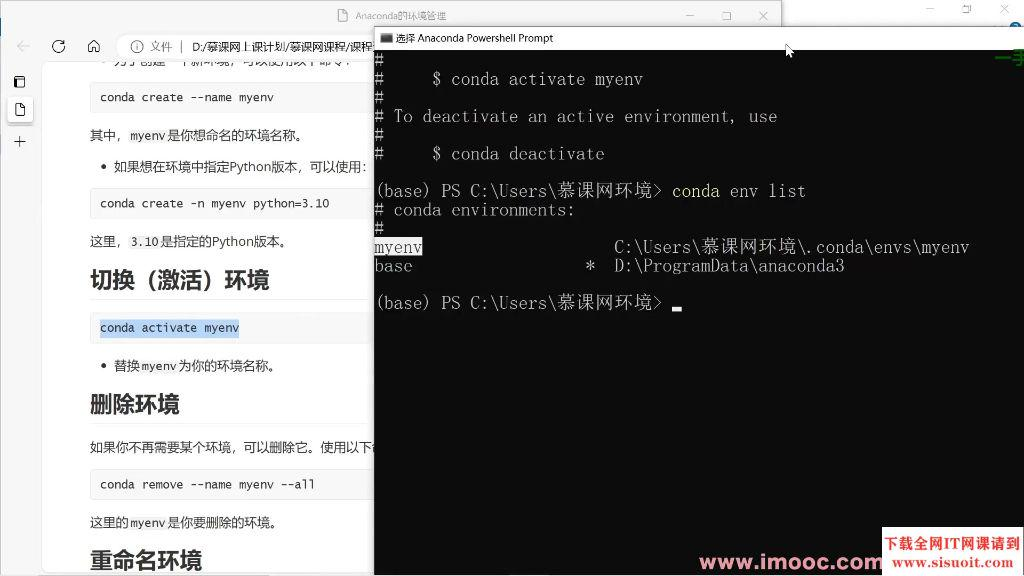 Anaconda的环境管理
文件 | D:/慕课网上课计划/慕课网课程/课程
conda create --name myenv
其中，myenv是你想命名的环境名称。
• 如果想在环境中指定Python版本，可以使用：
conda create -n myenv python=3.10
这里，3.10是指定的Python版本。
切换（激活）环境
conda activate myenv
• 替换myenv为你的环境名称。
删除环境
如果你不再需要某个环境，可以删除它。使用以下
conda remove --name myenv --all
这里的myenv是你要删除的环境。
重命名环境
选择 Anaconda Powershell Prompt
#
#     $ conda activate myenv
#
# To deactivate an active environment, use
#
#     $ conda deactivate
(base) PS C:\Users\慕课网环境> conda env list
# conda environments:
#
myenv                    C:\Users\慕课网环境\.conda\envs\myenv
base                  *  D:\ProgramData\anaconda3
(base) PS C:\Users\慕课网环境>
www.imooc.com
下载全网IT网课请到
www.sisuoit.com